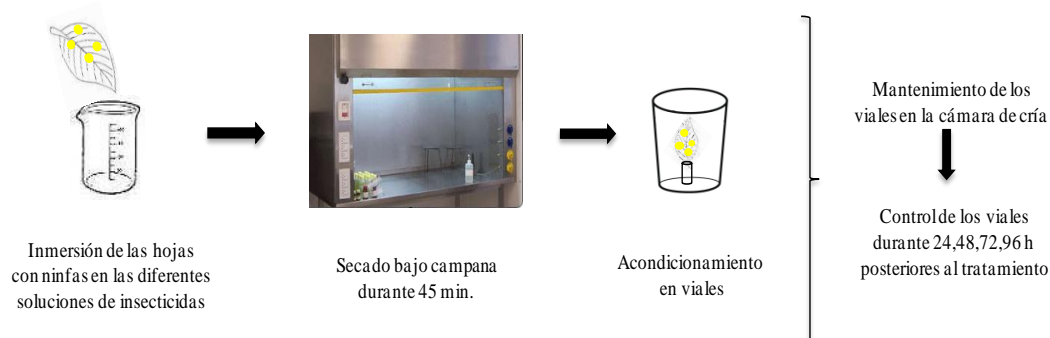 Inmersión de las hojas
con ninfas en las diferentes
soluciones de insecticidas
Secado bajo campana
durante 45 min.
Acondicionamiento
en viales
Mantenimiento de los
viales en la cámara de cría
Control de los viales
durante 24,48,72,96 h
posteriores al tratamiento